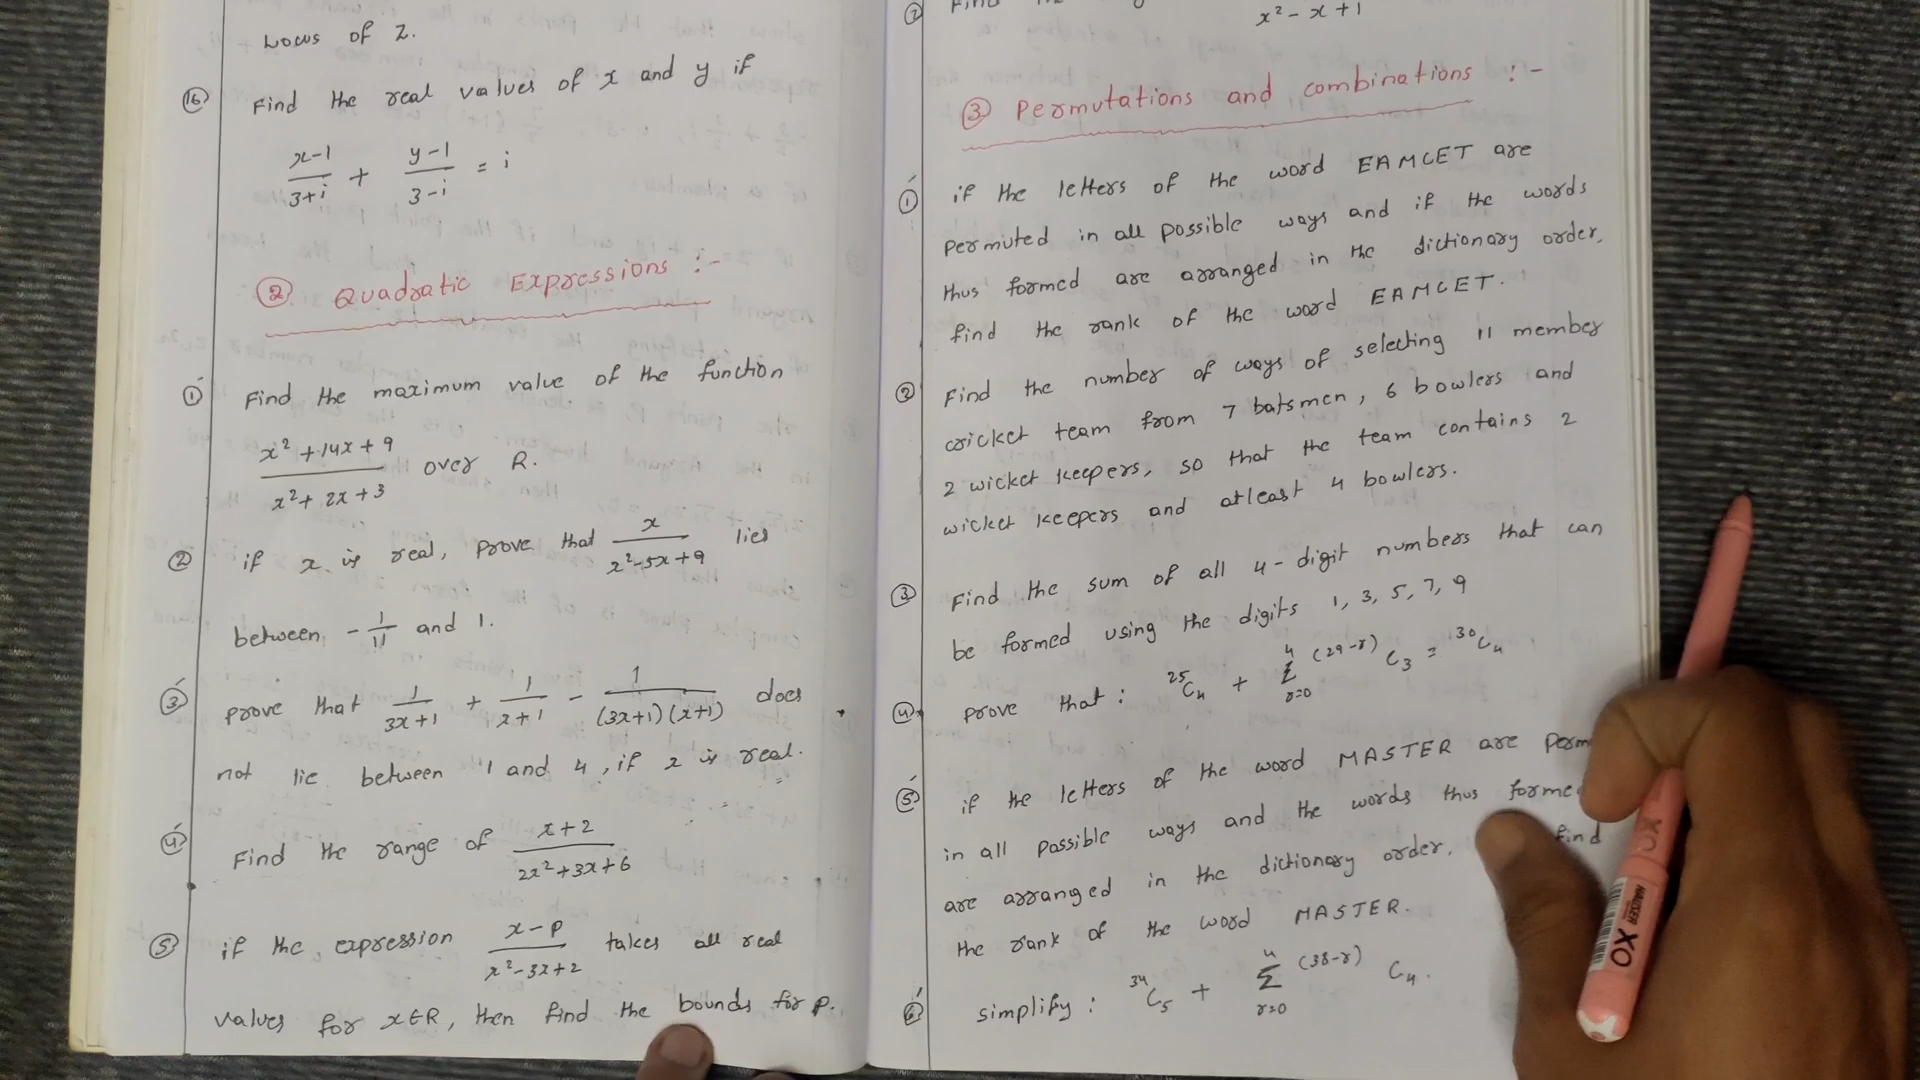 Locus of Z.
(16) Find the real values of x and y if
x-1/3+i + y-1/3-i = i
(2) Quadratic Expressions :-
(1) Find the maximum value of the function
x²+14x+9/x²+2x+3 over R.
(2) if x is real, prove that x/x²-5x+9 lies
between -1/11 and 1.
(3) prove that 1/3x+1 + 1/x+1 - 1/(3x+1)(x+1) does
not lie between 1 and 4, if x is real.
(4) Find the range of x+2/2x²+3x+6
(5) if the expression x-p/x²-3x+2 takes all real
values for x∈R, then find the bounds for p.
(7) Find the
x²-x+1
(3) Permutations and combinations :-
(1) if the letters of the word EAMCET are
permuted in all possible ways and if the words
thus formed are arranged in the dictionary order,
find the rank of the word EAMCET.
(2) Find the number of ways of selecting 11 member
cricket team from 7 batsmen, 6 bowlers and
2 wicket keepers, so that the team contains 2
wicket keepers and atleast 4 bowlers.
(3) Find the sum of all 4-digit numbers that can
be formed using the digits 1, 3, 5, 7, 9
(4) prove that : ²⁵C₄ + 4 Σ r=0 (29-r) C₃ = ³⁰C₄
(5) if the letters of the word MASTER are perm
in all possible ways and the words thus forme
are arranged in the dictionary order, find
the rank of the word MASTER.
(6) simplify : ³⁴C₅ + 4 Σ r=0 (38-r) C₄.
HAUSER XO
XO